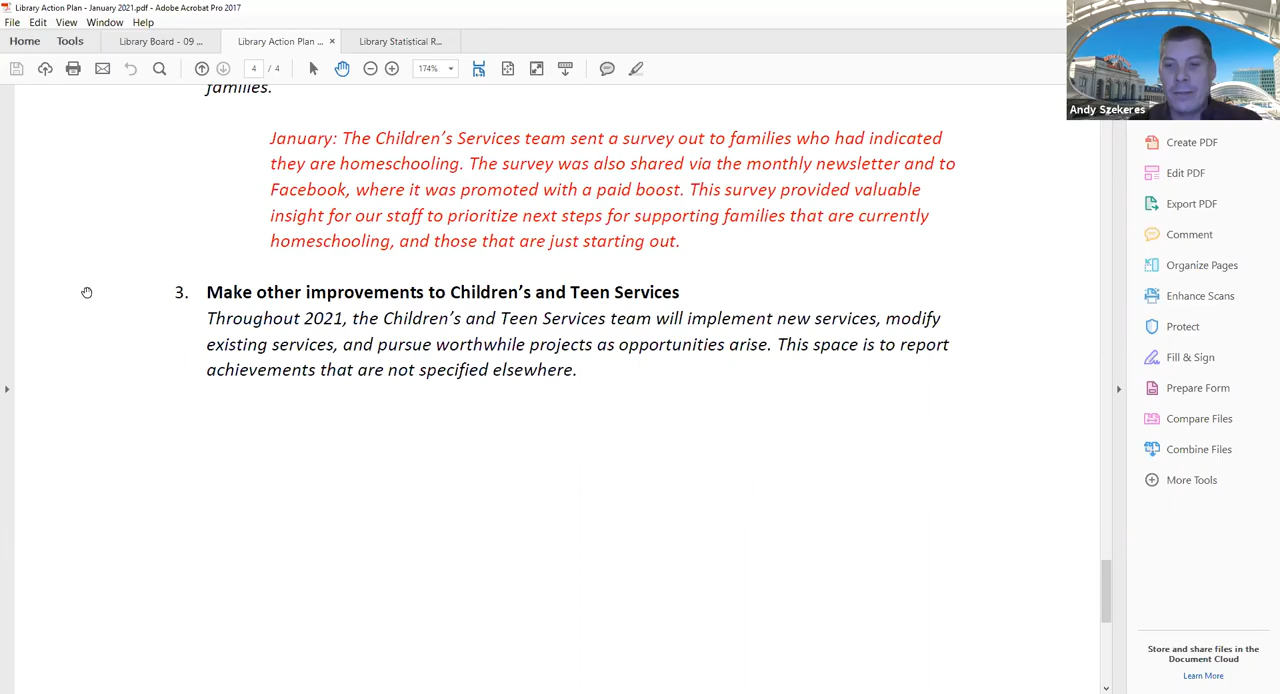 Library Action Plan - January 2021.pdf - Adobe Acrobat Pro 2017
File Edit View Window Help
Home Tools Library Board - 09 ... Library Action Plan ... × Library Statistical R...
4 / 4 174%
families.
January: The Children's Services team sent a survey out to families who had indicated
they are homeschooling. The survey was also shared via the monthly newsletter and to
Facebook, where it was promoted with a paid boost. This survey provided valuable
insight for our staff to prioritize next steps for supporting families that are currently
homeschooling, and those that are just starting out.
3. Make other improvements to Children's and Teen Services
Throughout 2021, the Children's and Teen Services team will implement new services, modify
existing services, and pursue worthwhile projects as opportunities arise. This space is to report
achievements that are not specified elsewhere.
Andy Szekeres
Create PDF
Edit PDF
Export PDF
Comment
Organize Pages
Enhance Scans
Protect
Fill & Sign
Prepare Form
Compare Files
Combine Files
More Tools
Store and share files in the
Document Cloud
Learn More